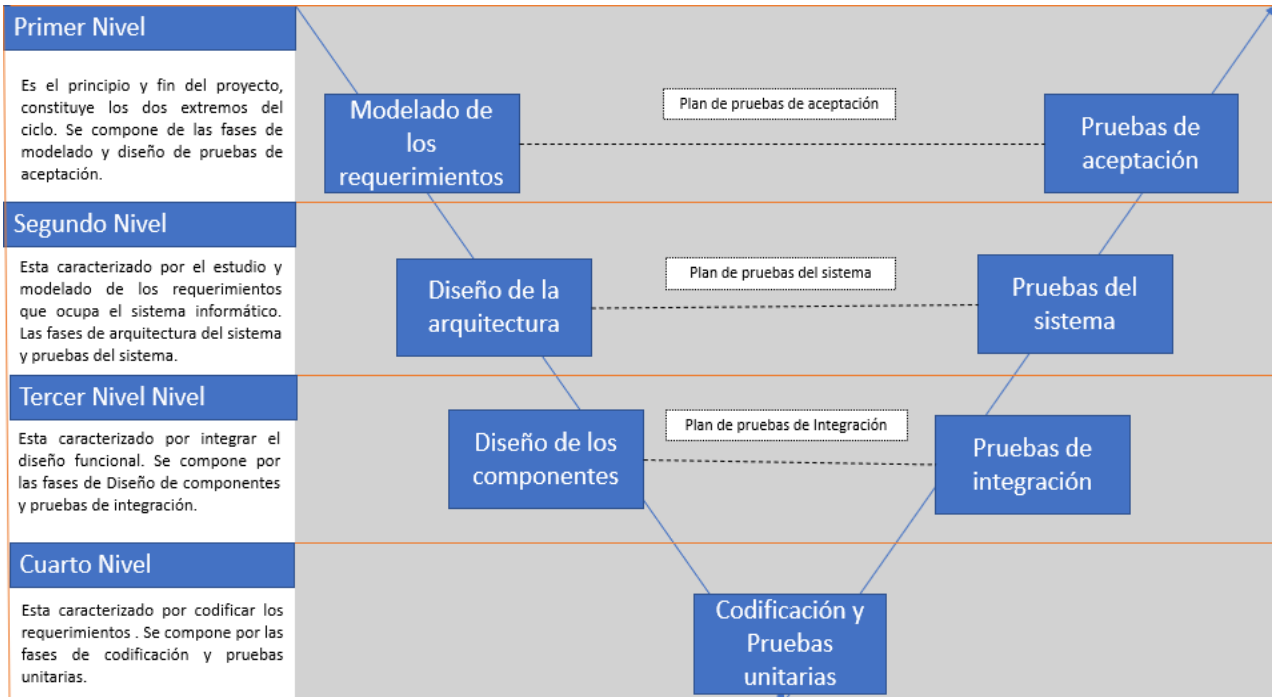 Primer Nivel
Es el principio y fin del proyecto,
constituye los dos extremos del
ciclo. Se compone de las fases de
modelado y diseño de pruebas de
aceptación.
Modelado de
los
requerimientos
Plan de pruebas de aceptación
Pruebas de
aceptación
Segundo Nivel
Esta caracterizado por el estudio y
modelado de los requerimientos
que ocupa el sistema informático.
Las fases de arquitectura del sistema
y pruebas del sistema.
Diseño de la
arquitectura
Plan de pruebas del sistema
Pruebas del
sistema
Tercer Nivel Nivel
Esta caracterizado por integrar el
diseño funcional. Se compone por
las fases de Diseño de componentes
y pruebas de integración.
Diseño de los
componentes
Plan de pruebas de Integración
Pruebas de
integración
Cuarto Nivel
Esta caracterizado por codificar los
requerimientos . Se compone por las
fases de codificación y pruebas
unitarias.
Codificación y
Pruebas
unitarias